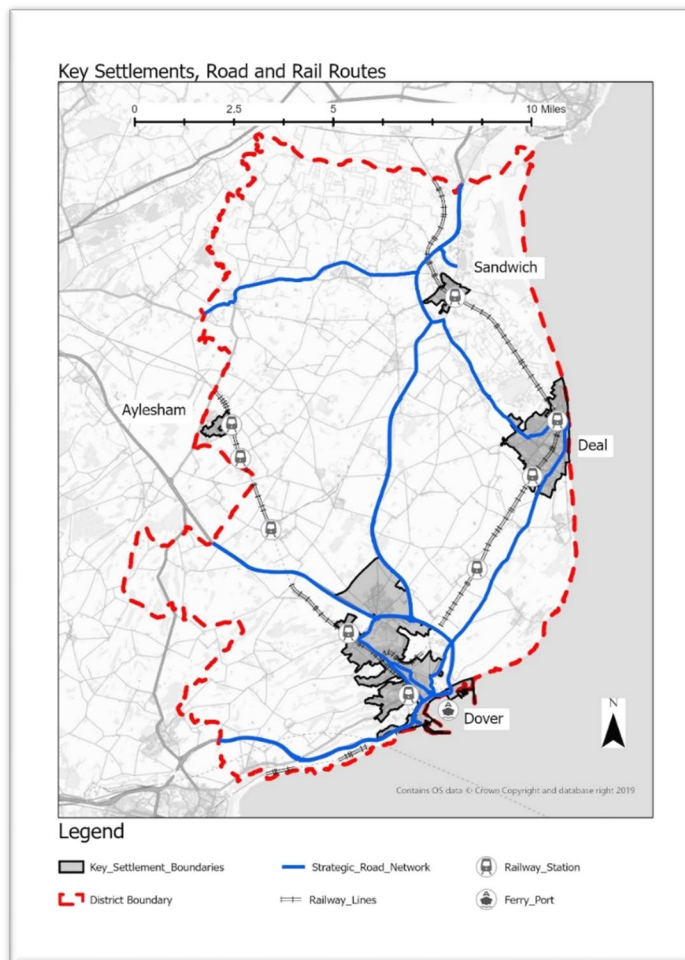 Key Settlements, Road and Rail Routes
0 2.5 5 10 Miles
Sandwich
Aylesham
Deal
N
Dover
Contains OS data © Crown Copyright and database right 2019
Legend
Key_Settlement_Boundaries Strategic_Road_Network Railway_Station
District Boundary Railway_Lines Ferry_Port